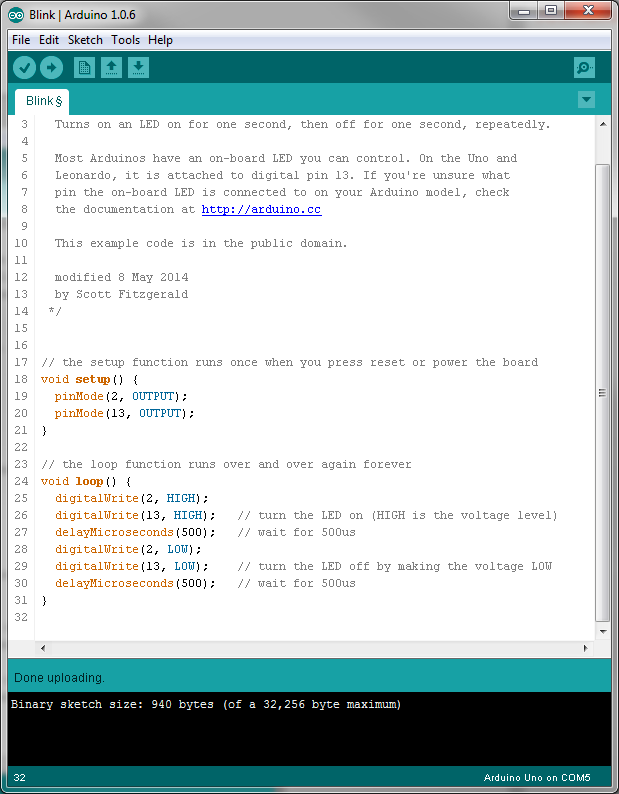 Blink | Arduino 1.0.6
File Edit Sketch Tools Help
Blink §
3 Turns on an LED on for one second, then off for one second, repeatedly.
4
5 Most Arduinos have an on-board LED you can control. On the Uno and
6 Leonardo, it is attached to digital pin 13. If you're unsure what
7 pin the on-board LED is connected to on your Arduino model, check
8 the documentation at http://arduino.cc
9
10 This example code is in the public domain.
11
12 modified 8 May 2014
13 by Scott Fitzgerald
14 */
15
16
17 // the setup function runs once when you press reset or power the board
18 void setup() {
19 pinMode(2, OUTPUT);
20 pinMode(13, OUTPUT);
21 }
22
23 // the loop function runs over and over again forever
24 void loop() {
25 digitalWrite(2, HIGH);
26 digitalWrite(13, HIGH); // turn the LED on (HIGH is the voltage level)
27 delayMicroseconds(500); // wait for 500us
28 digitalWrite(2, LOW);
29 digitalWrite(13, LOW); // turn the LED off by making the voltage LOW
30 delayMicroseconds(500); // wait for 500us
31 }
32
Done uploading.
Binary sketch size: 940 bytes (of a 32,256 byte maximum)
32 Arduino Uno on COM5